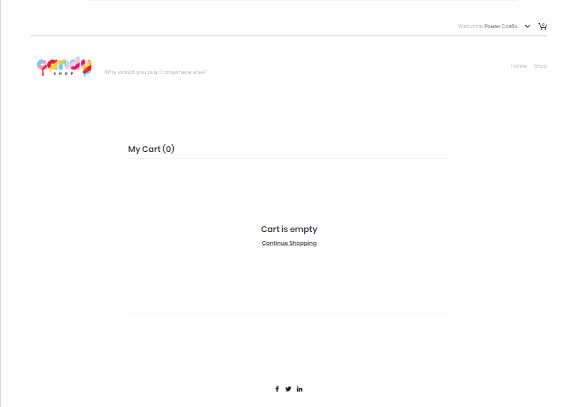 Welcome Роман Слабо...
candy
SHOP
Why would you buy it anywhere else?
Home Shop
My Cart (0)
Cart is empty
Continue Shopping